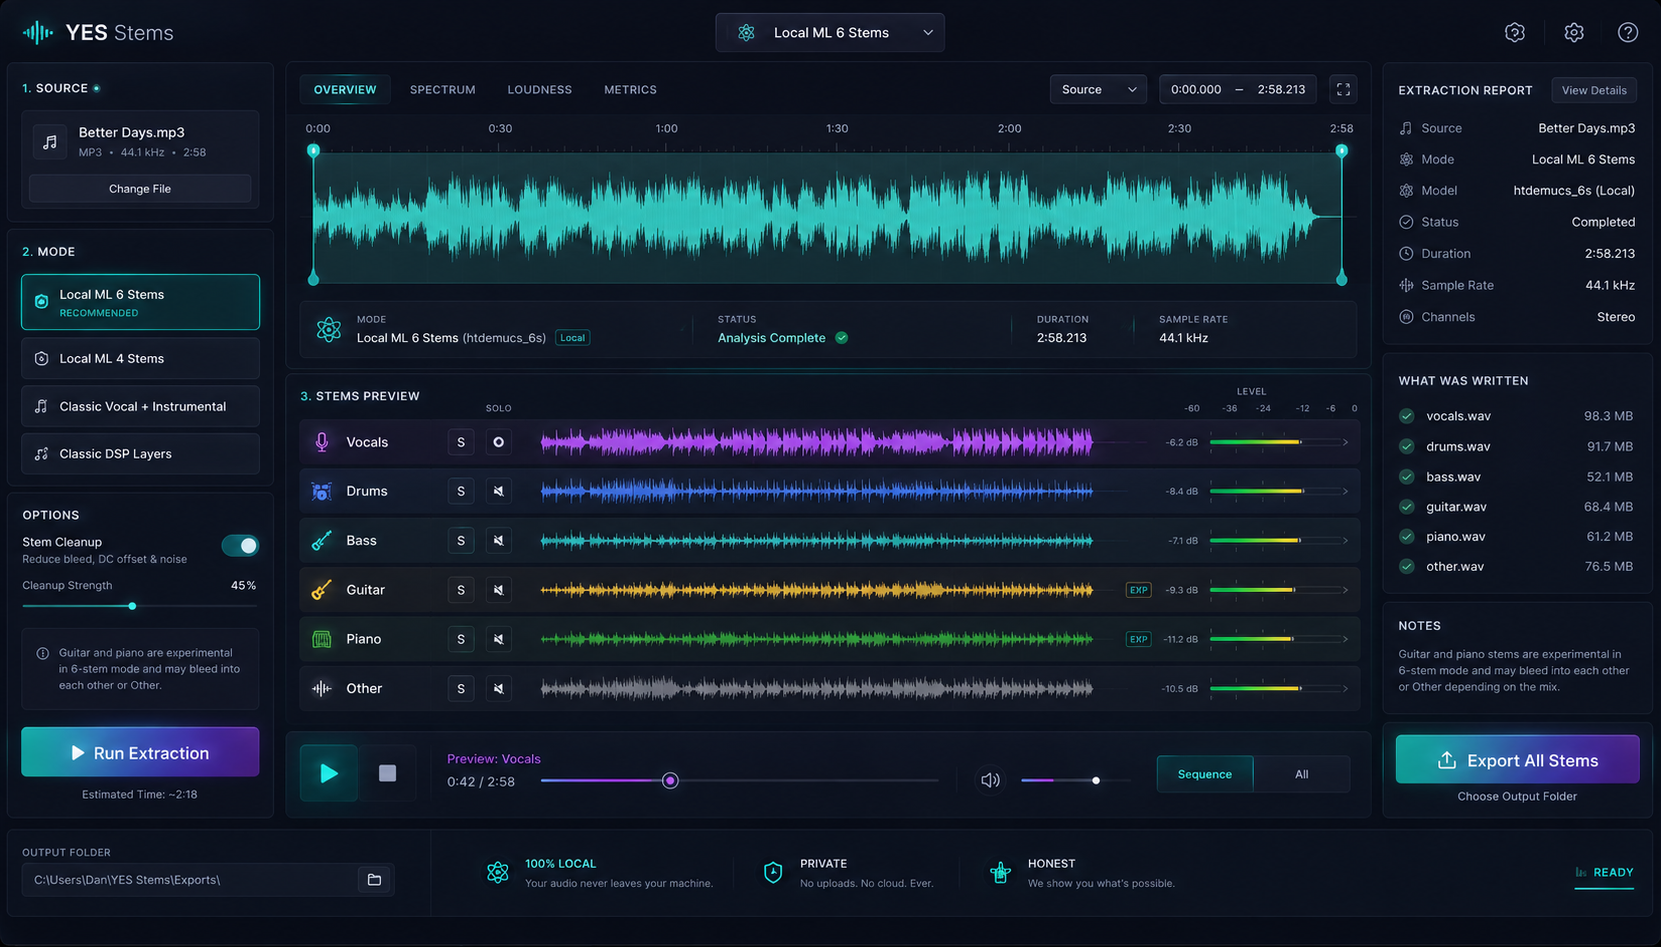 YES Stems
Local ML 6 Stems
1. SOURCE
Better Days.mp3
MP3 • 44.1 kHz • 2:58
Change File
2. MODE
Local ML 6 Stems
RECOMMENDED
Local ML 4 Stems
Classic Vocal + Instrumental
Classic DSP Layers
OPTIONS
Stem Cleanup
Reduce bleed, DC offset & noise
Cleanup Strength 45%
Guitar and piano are experimental
in 6-stem mode and may bleed into
each other or Other.
Run Extraction
Estimated Time: ~2:18
OVERVIEW SPECTRUM LOUDNESS METRICS Source 0:00.000 – 2:58.213
0:00 0:30 1:00 1:30 2:00 2:30 2:58
MODE STATUS DURATION SAMPLE RATE
Local ML 6 Stems (htdemucs_6s) Local Analysis Complete 2:58.213 44.1 kHz
3. STEMS PREVIEW
SOLO LEVEL
-60 -36 -24 -12 -6 0
Vocals S -6.2 dB
Drums S -8.4 dB
Bass S -7.1 dB
Guitar S EXP -9.3 dB
Piano S EXP -11.2 dB
Other S -10.5 dB
Preview: Vocals
0:42 / 2:58
Sequence All
EXTRACTION REPORT View Details
Source Better Days.mp3
Mode Local ML 6 Stems
Model htdemucs_6s (Local)
Status Completed
Duration 2:58.213
Sample Rate 44.1 kHz
Channels Stereo
WHAT WAS WRITTEN
vocals.wav 98.3 MB
drums.wav 91.7 MB
bass.wav 52.1 MB
guitar.wav 68.4 MB
piano.wav 61.2 MB
other.wav 76.5 MB
NOTES
Guitar and piano stems are experimental in
6-stem mode and may bleed into each other
or Other depending on the mix.
Export All Stems
Choose Output Folder
OUTPUT FOLDER
C:\Users\Dan\YES Stems\Exports\
100% LOCAL
Your audio never leaves your machine.
PRIVATE
No uploads. No cloud. Ever.
HONEST
We show you what's possible.
READY